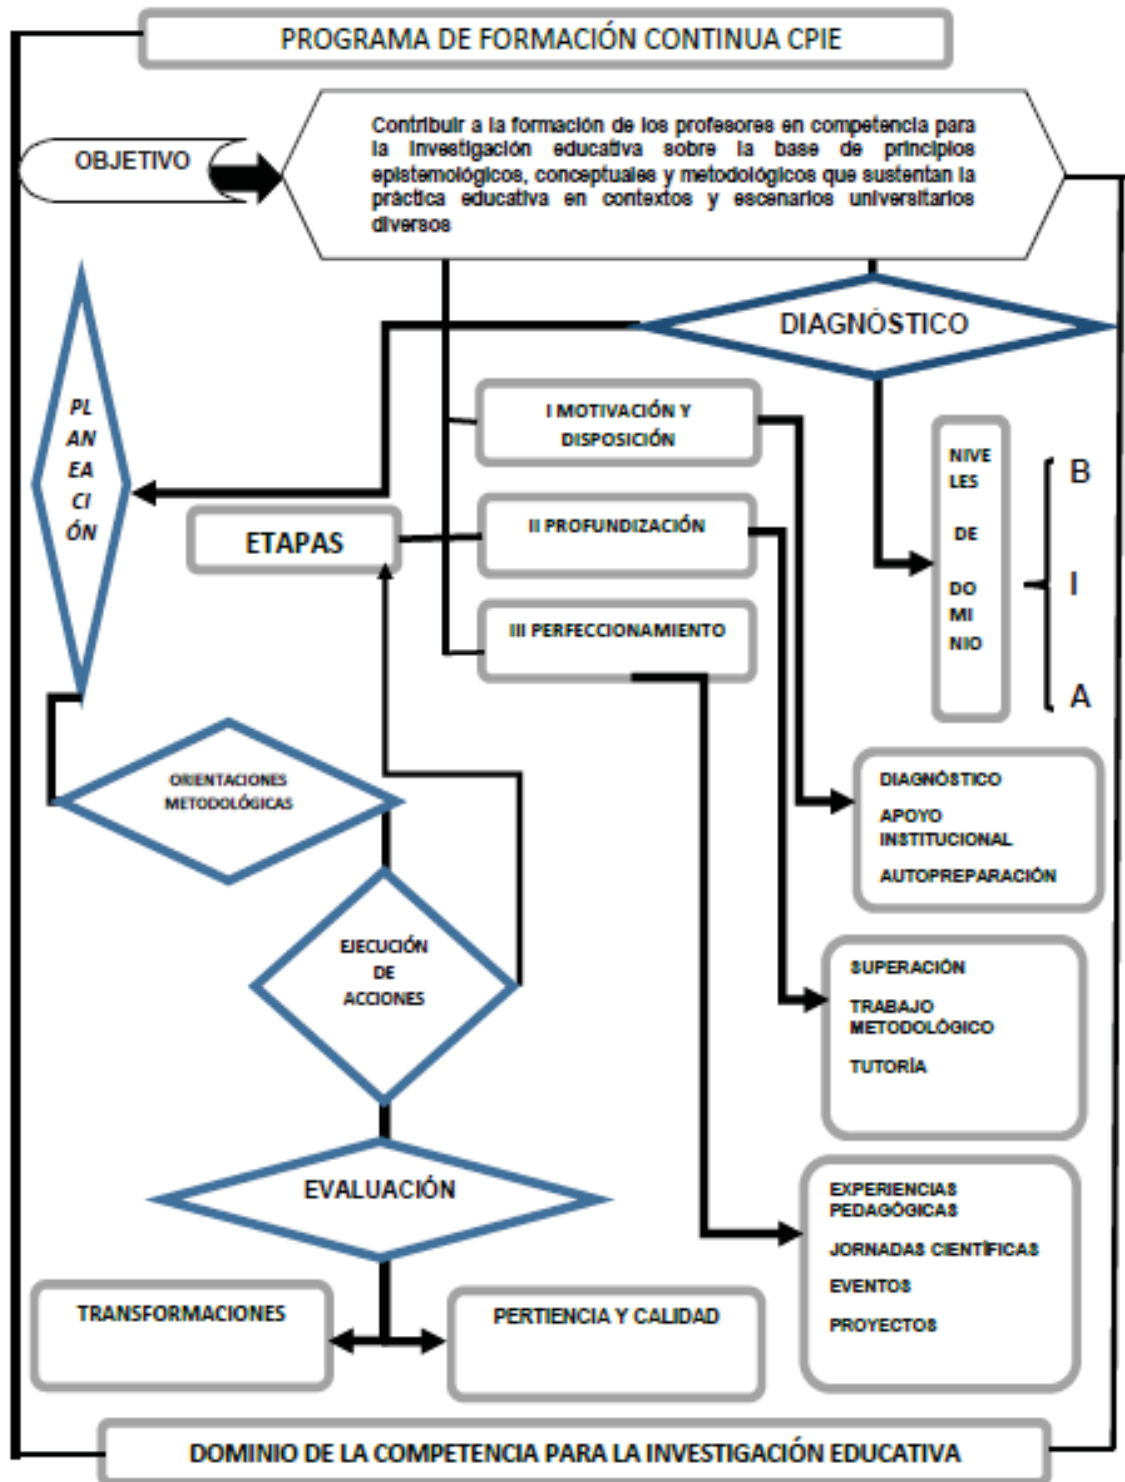 PROGRAMA DE FORMACIÓN CONTINUA CPIE
OBJETIVO
Contribuir a la formación de los profesores en competencia para
la investigación educativa sobre la base de principios
epistemológicos, conceptuales y metodológicos que sustentan la
práctica educativa en contextos y escenarios universitarios
diversos
DIAGNÓSTICO
PL
AN
EA
CI
ÓN
ETAPAS
I MOTIVACIÓN Y
DISPOSICIÓN
II PROFUNDIZACIÓN
III PERFECCIONAMIENTO
NIVE
LES
DE
DO
MI
NIO
B
I
A
ORIENTACIONES
METODOLÓGICAS
DIAGNÓSTICO
APOYO
INSTITUCIONAL
AUTOPREPARACIÓN
EJECUCIÓN
DE
ACCIONES
SUPERACIÓN
TRABAJO
METODOLÓGICO
TUTORÍA
EVALUACIÓN
EXPERIENCIAS
PEDAGÓGICAS
JORNADAS CIENTÍFICAS
EVENTOS
PROYECTOS
TRANSFORMACIONES
PERTIENCIA Y CALIDAD
DOMINIO DE LA COMPETENCIA PARA LA INVESTIGACIÓN EDUCATIVA